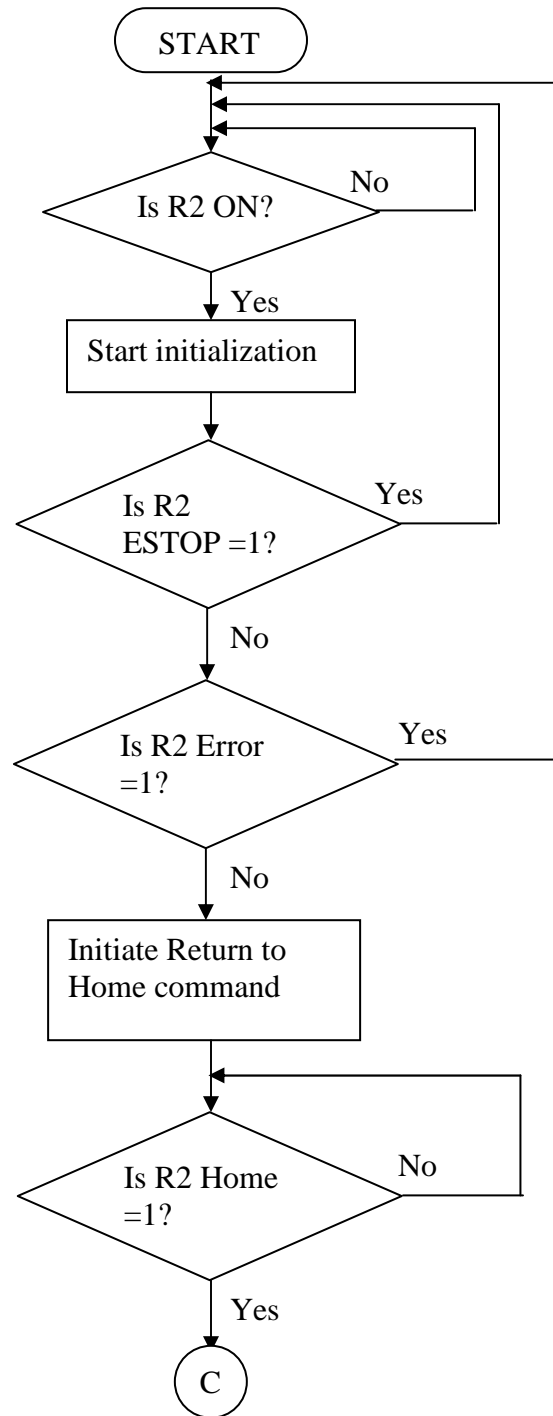 START
Is R2 ON?
No
Yes
Start initialization
Is R2
ESTOP =1?
Yes
No
Is R2 Error
=1?
Yes
No
Initiate Return to
Home command
Is R2 Home
=1?
No
Yes
C